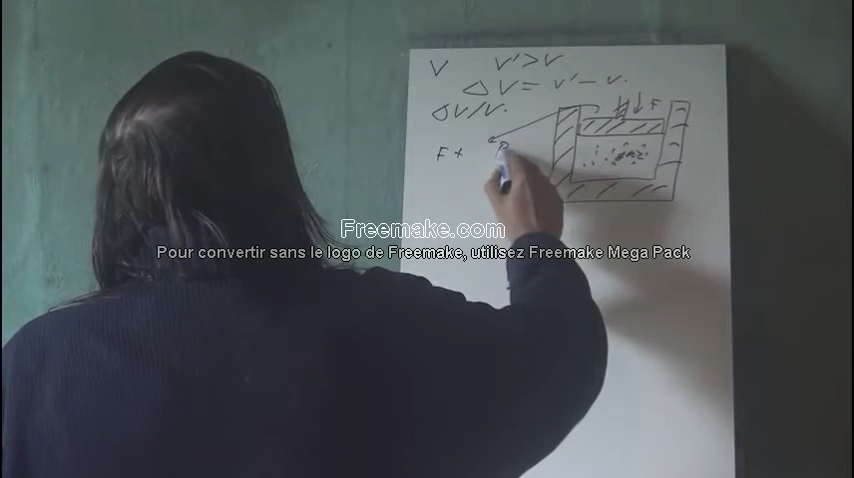 V V'>V
ΔV = V' - V.
ΔV/V.
F
F +
Freemake.com
Pour convertir sans le logo de Freemake, utilisez Freemake Mega Pack